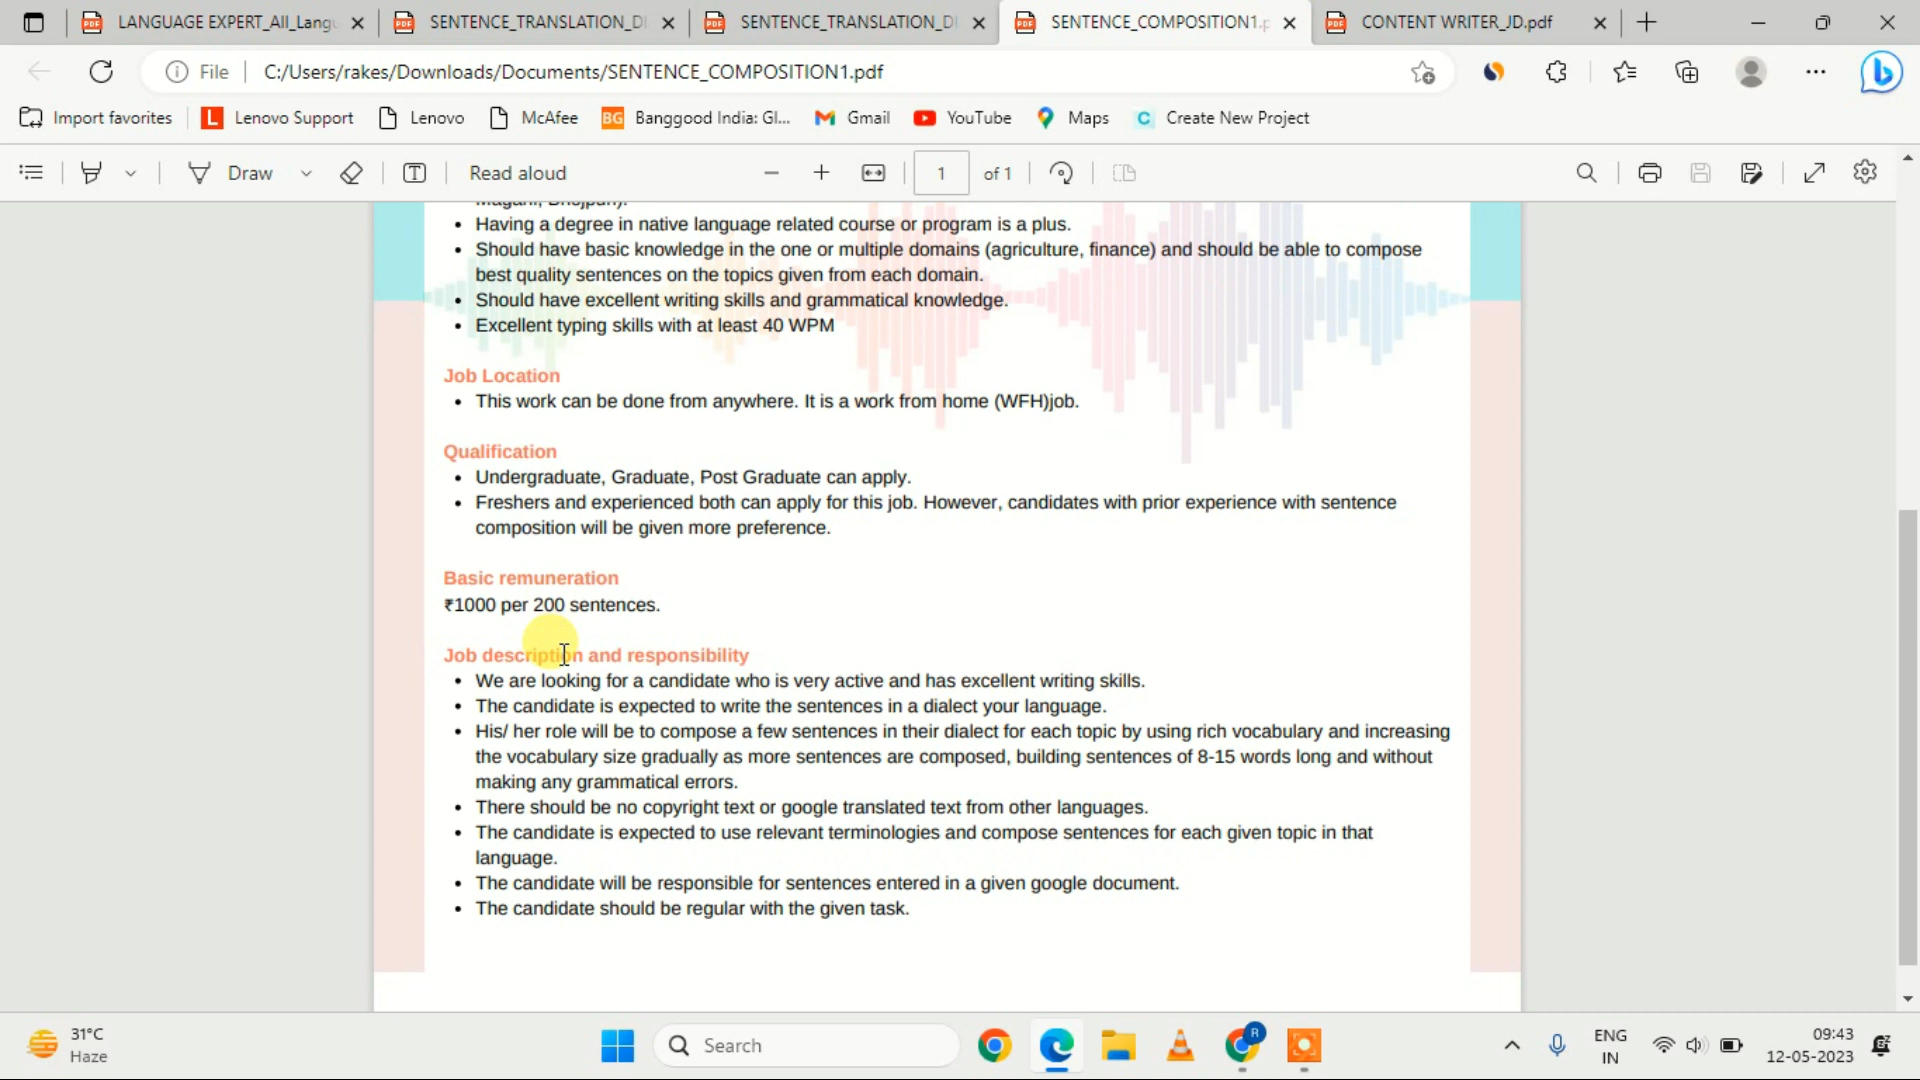 LANGUAGE EXPERT_All_Langu
SENTENCE_TRANSLATION_DI
SENTENCE_TRANSLATION_DI
SENTENCE_COMPOSITION1.p
CONTENT WRITER_JD.pdf
File
C:/Users/rakes/Downloads/Documents/SENTENCE_COMPOSITION1.pdf
Import favorites
Lenovo Support
Lenovo
McAfee
BG Banggood India: Gl...
Gmail
YouTube
Maps
C Create New Project
Draw
Read aloud
1 of 1
Magahi, Bhojpuri).
• Having a degree in native language related course or program is a plus.
• Should have basic knowledge in the one or multiple domains (agriculture, finance) and should be able to compose
best quality sentences on the topics given from each domain.
• Should have excellent writing skills and grammatical knowledge.
• Excellent typing skills with at least 40 WPM
Job Location
• This work can be done from anywhere. It is a work from home (WFH)job.
Qualification
• Undergraduate, Graduate, Post Graduate can apply.
• Freshers and experienced both can apply for this job. However, candidates with prior experience with sentence
composition will be given more preference.
Basic remuneration
₹1000 per 200 sentences.
Job description and responsibility
• We are looking for a candidate who is very active and has excellent writing skills.
• The candidate is expected to write the sentences in a dialect your language.
• His/ her role will be to compose a few sentences in their dialect for each topic by using rich vocabulary and increasing
the vocabulary size gradually as more sentences are composed, building sentences of 8-15 words long and without
making any grammatical errors.
• There should be no copyright text or google translated text from other languages.
• The candidate is expected to use relevant terminologies and compose sentences for each given topic in that
language.
• The candidate will be responsible for sentences entered in a given google document.
• The candidate should be regular with the given task.
31°C
Haze
Search
R
ENG
IN
09:43
12-05-2023